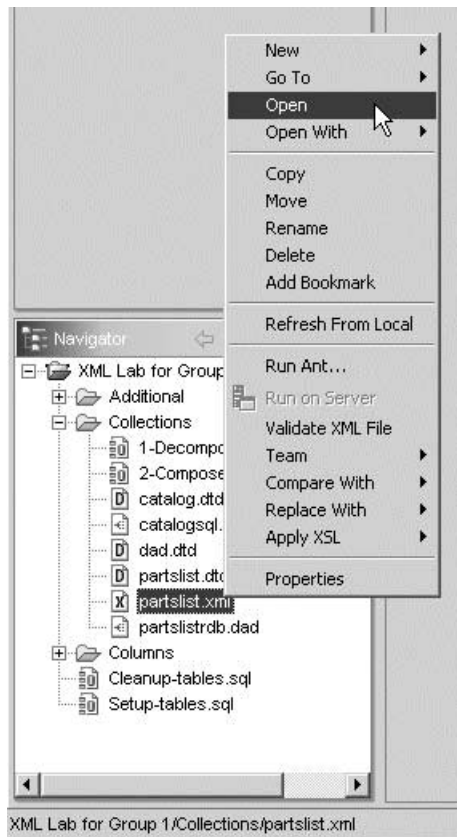 New
Go To
Open
Open With
Copy
Move
Rename
Delete
Add Bookmark
Refresh From Local
Run Ant...
Run on Server
Validate XML File
Team
Compare With
Replace With
Apply XSL
Properties
Navigator
XML Lab for Group
Additional
Collections
1-Decompo
2-Compose
catalog.dtd
catalogsql.
dad.dtd
partslist.dtd
partslist.xml
partslistrdb.dad
Columns
Cleanup-tables.sql
Setup-tables.sql
XML Lab for Group 1/Collections/partslist.xml